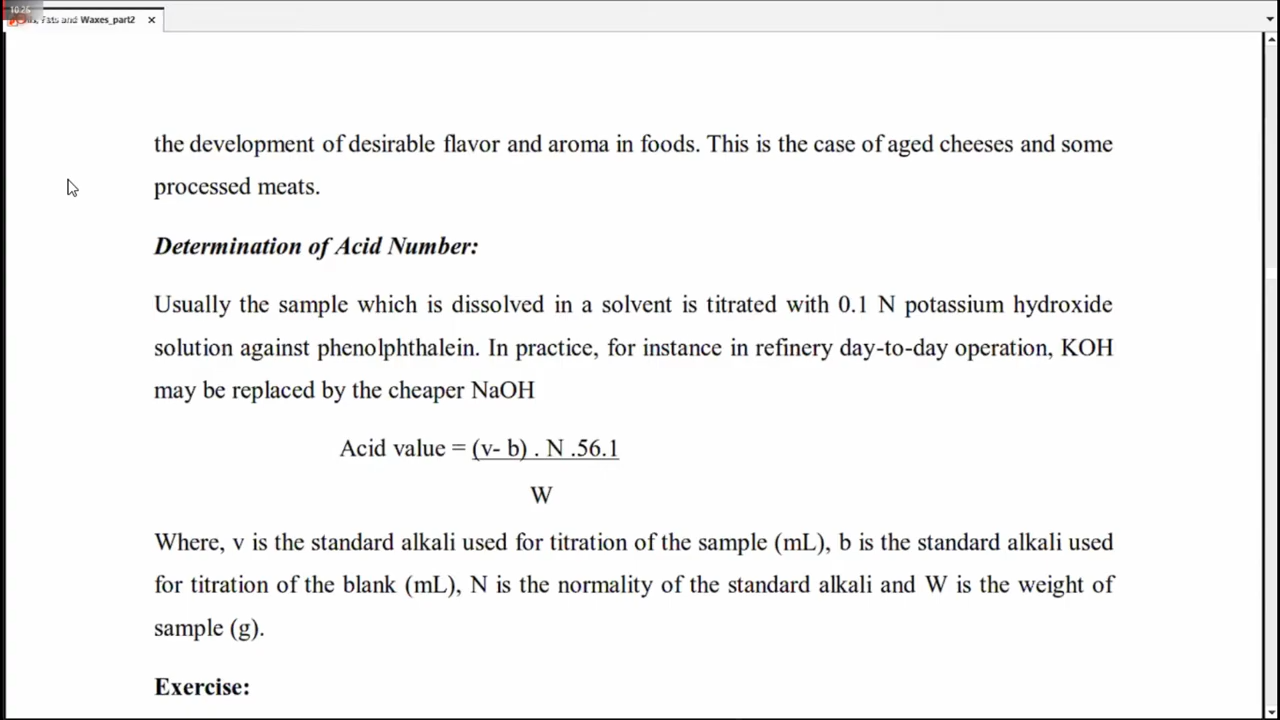 10:25
Fats and Waxes_part2
the development of desirable flavor and aroma in foods. This is the case of aged cheeses and some
processed meats.
Determination of Acid Number:
Usually the sample which is dissolved in a solvent is titrated with 0.1 N potassium hydroxide
solution against phenolphthalein. In practice, for instance in refinery day-to-day operation, KOH
may be replaced by the cheaper NaOH
Acid value = (v- b) . N .56.1
W
Where, v is the standard alkali used for titration of the sample (mL), b is the standard alkali used
for titration of the blank (mL), N is the normality of the standard alkali and W is the weight of
sample (g).
Exercise: